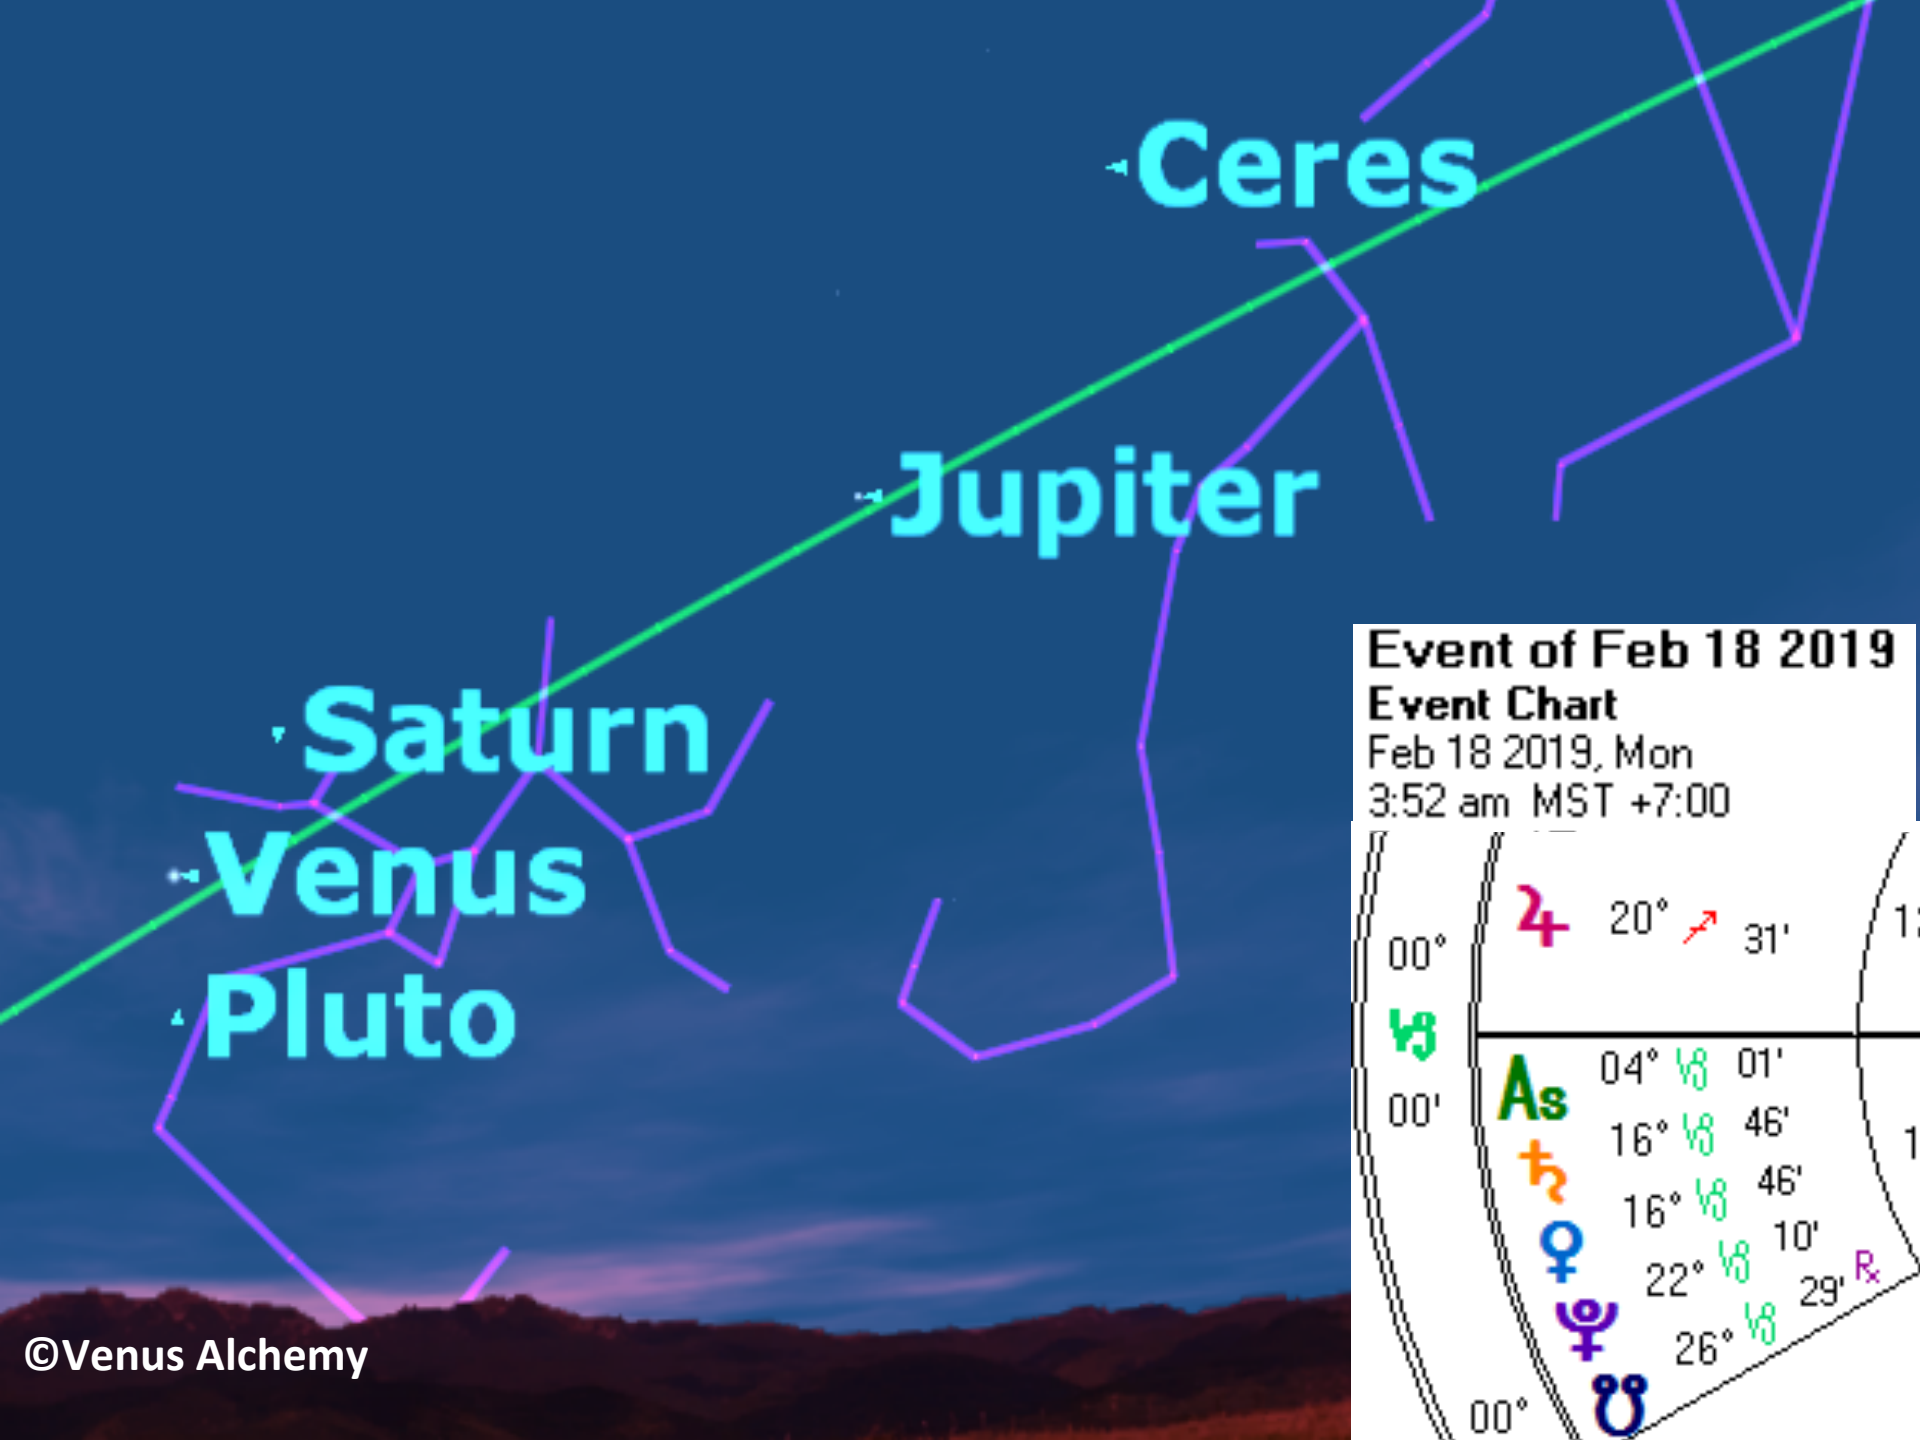 Ceres
Jupiter
Saturn
Venus
Pluto
©Venus Alchemy
Event of Feb 18 2019
Event Chart
Feb 18 2019, Mon
3:52 am MST +7:00
♃ 20° ♐ 31'
00° ♑ 00'
As 04° ♑ 01'
♄ 16° ♑ 46'
♀ 16° ♑ 46'
22° ♑ 10'
☋ 26° ♑ 29' ℞
00°